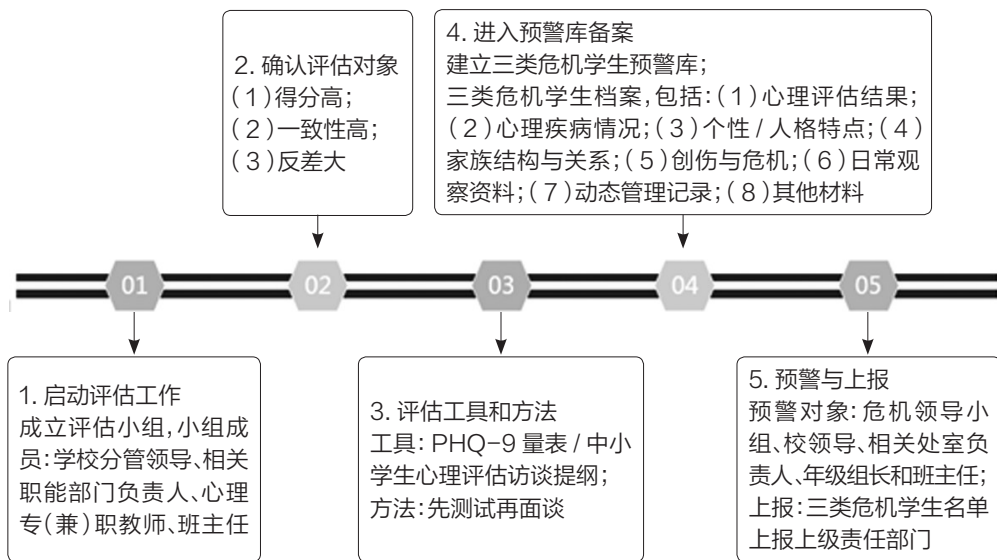 2. 确认评估对象
（1）得分高；
（2）一致性高；
（3）反差大
4. 进入预警库备案
建立三类危机学生预警库；
三类危机学生档案，包括：（1）心理评估结果；
（2）心理疾病情况；（3）个性/人格特点；（4）
家族结构与关系；（5）创伤与危机；（6）日常观
察资料；（7）动态管理记录；（8）其他材料
01
02
03
04
05
1. 启动评估工作
成立评估小组，小组成
员：学校分管领导、相关
职能部门负责人、心理
专（兼）职教师、班主任
3. 评估工具和方法
工具：PHQ-9 量表/中小
学生心理评估访谈提纲；
方法：先测试再面谈
5. 预警与上报
预警对象：危机领导小
组、校领导、相关处室负
责人、年级组长和班主任；
上报：三类危机学生名单
上报上级责任部门